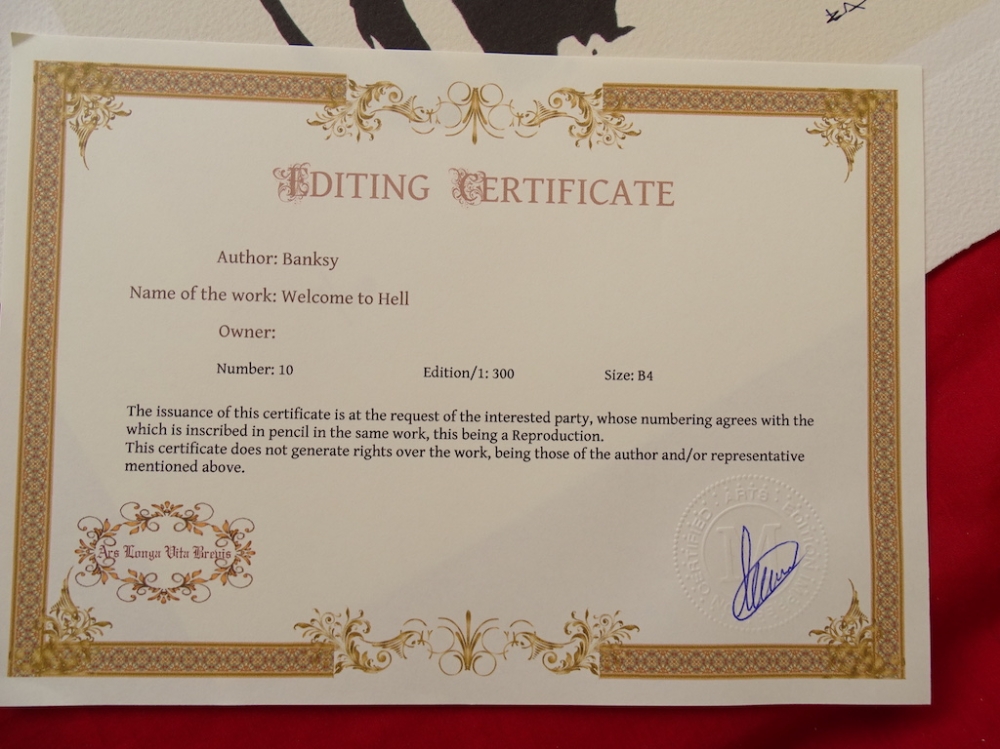 EDITING CERTIFICATE
Author: Banksy
Name of the work: Welcome to Hell
Owner:
Number: 10 Edition/1: 300 Size: B4
The issuance of this certificate is at the request of the interested party, whose numbering agrees with the
which is inscribed in pencil in the same work, this being a Reproduction.
This certificate does not generate rights over the work, being those of the author and/or representative
mentioned above.
Ars Longa Vita Brevis
CERTIFIED ARTS
M